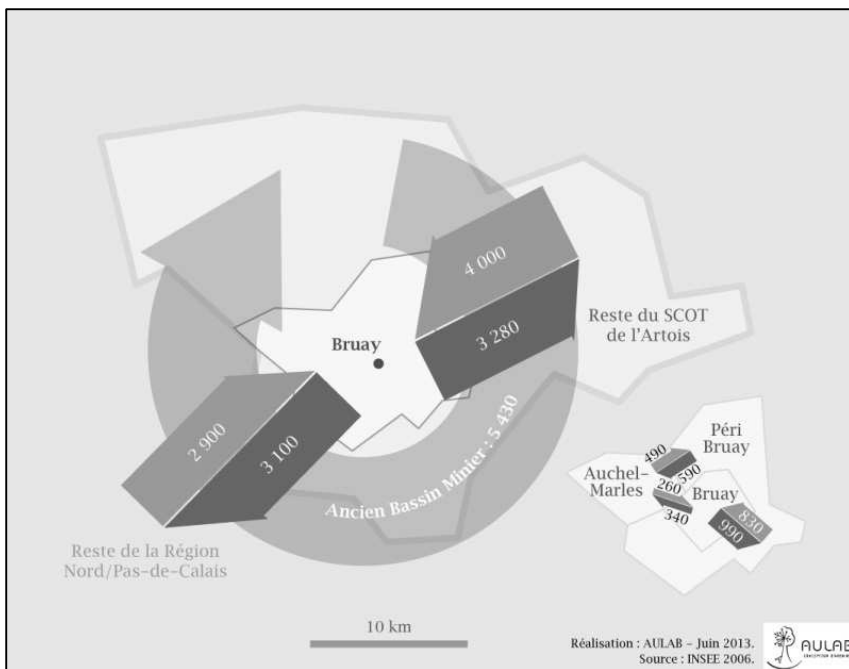 4 000
3 280
Reste du SCOT
de l'Artois
Bruay
2 900
3 100
Ancien Bassin Minier : 5 430
Reste de la Région
Nord/Pas-de-Calais
Péri
Bruay
490
590
Auchel-
Marles
260
340
Bruay
830
990
10 km
Réalisation : AULAB - Juin 2013.
Source : INSEE 2006.
AULAB